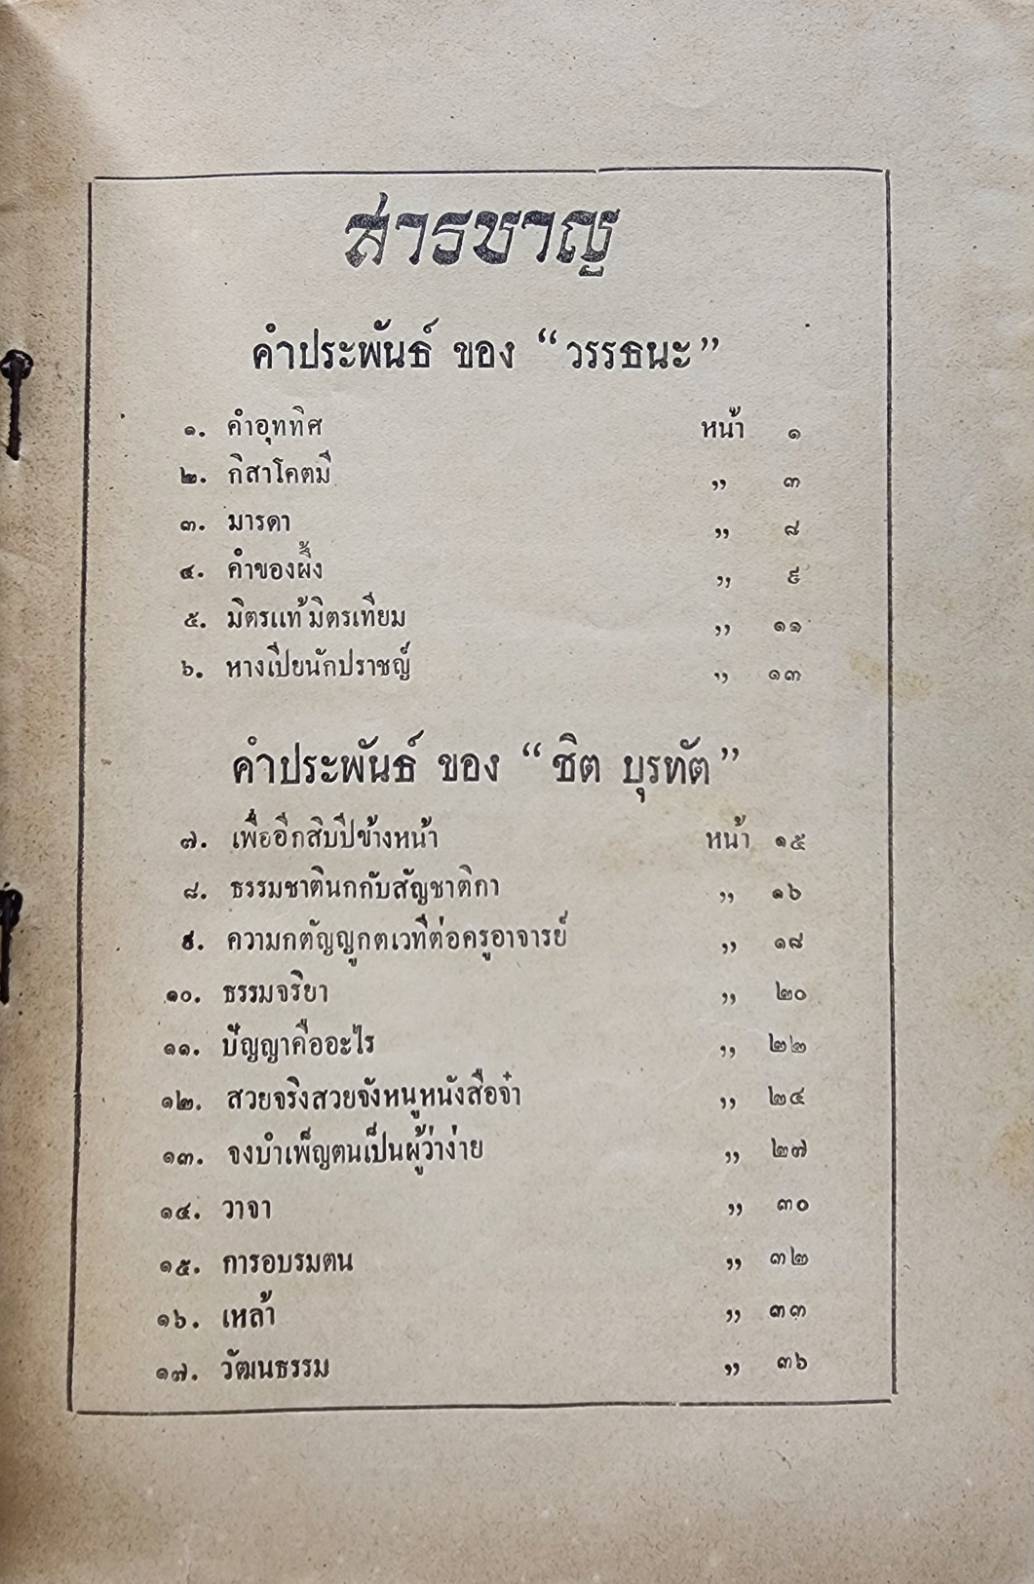 สารบาญ
คำประพันธ์ ของ “วรรธนะ”
๑. คำอุททิศ หน้า ๑
๒. กิสาโคตมี ” ๓
๓. มารดา ” ๘
๔. คำของผึ้ง ” ๙
๕. มิตรแท้มิตรเทียม ” ๑๑
๖. หางเปียนักปราชญ์ ” ๑๓
คำประพันธ์ ของ “ชิต บุรทัต”
๗. เพื่ออีกสิบปีข้างหน้า หน้า ๑๕
๘. ธรรมชาตินกกับสัญชาติกา ” ๑๖
๙. ความกตัญญูกตเวทีต่อครูอาจารย์ ” ๑๘
๑๐. ธรรมจริยา ” ๒๐
๑๑. ปัญญาคืออะไร ” ๒๒
๑๒. สวยจริงสวยจังหนูหนังสือจ๋า ” ๒๔
๑๓. จงบำเพ็ญตนเป็นผู้ว่าง่าย ” ๒๗
๑๔. วาจา ” ๓๐
๑๕. การอบรมตน ” ๓๒
๑๖. เหล้า ” ๓๓
๑๗. วัฒนธรรม ” ๓๖